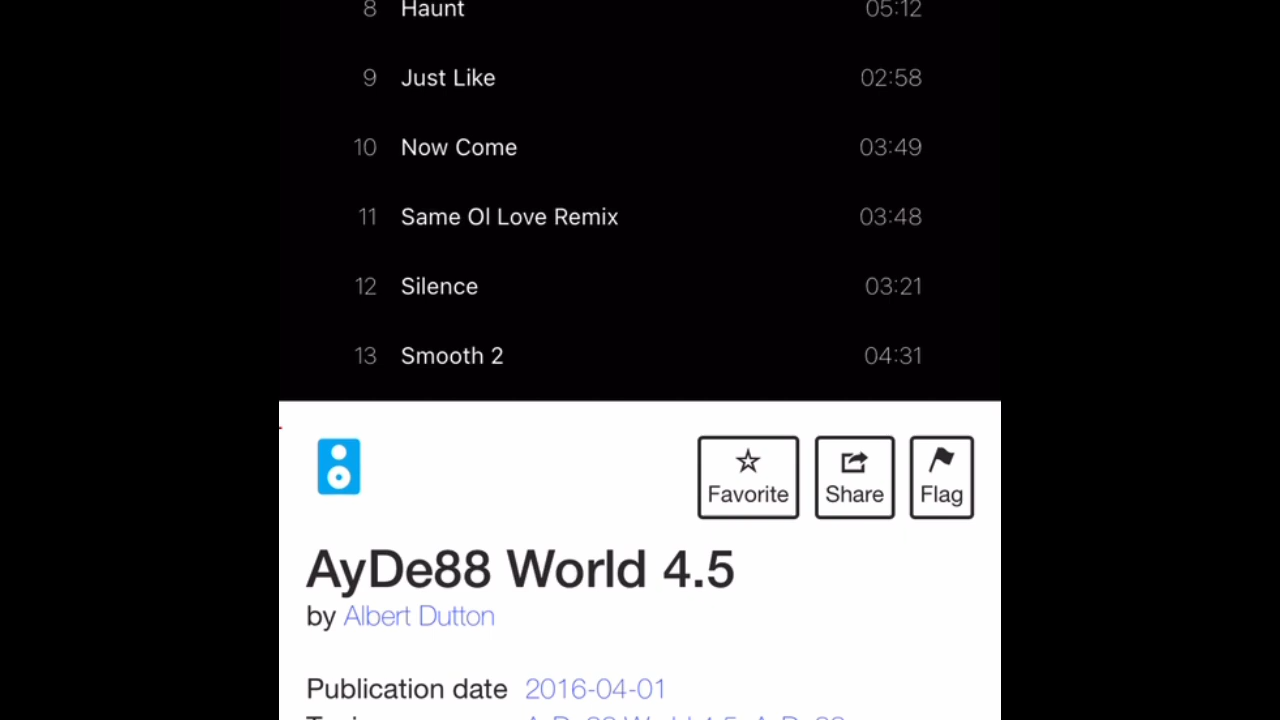 8 Haunt 05:12
9 Just Like 02:58
10 Now Come 03:49
11 Same Ol Love Remix 03:48
12 Silence 03:21
13 Smooth 2 04:31
Favorite Share Flag
AyDe88 World 4.5
by Albert Dutton
Publication date 2016-04-01